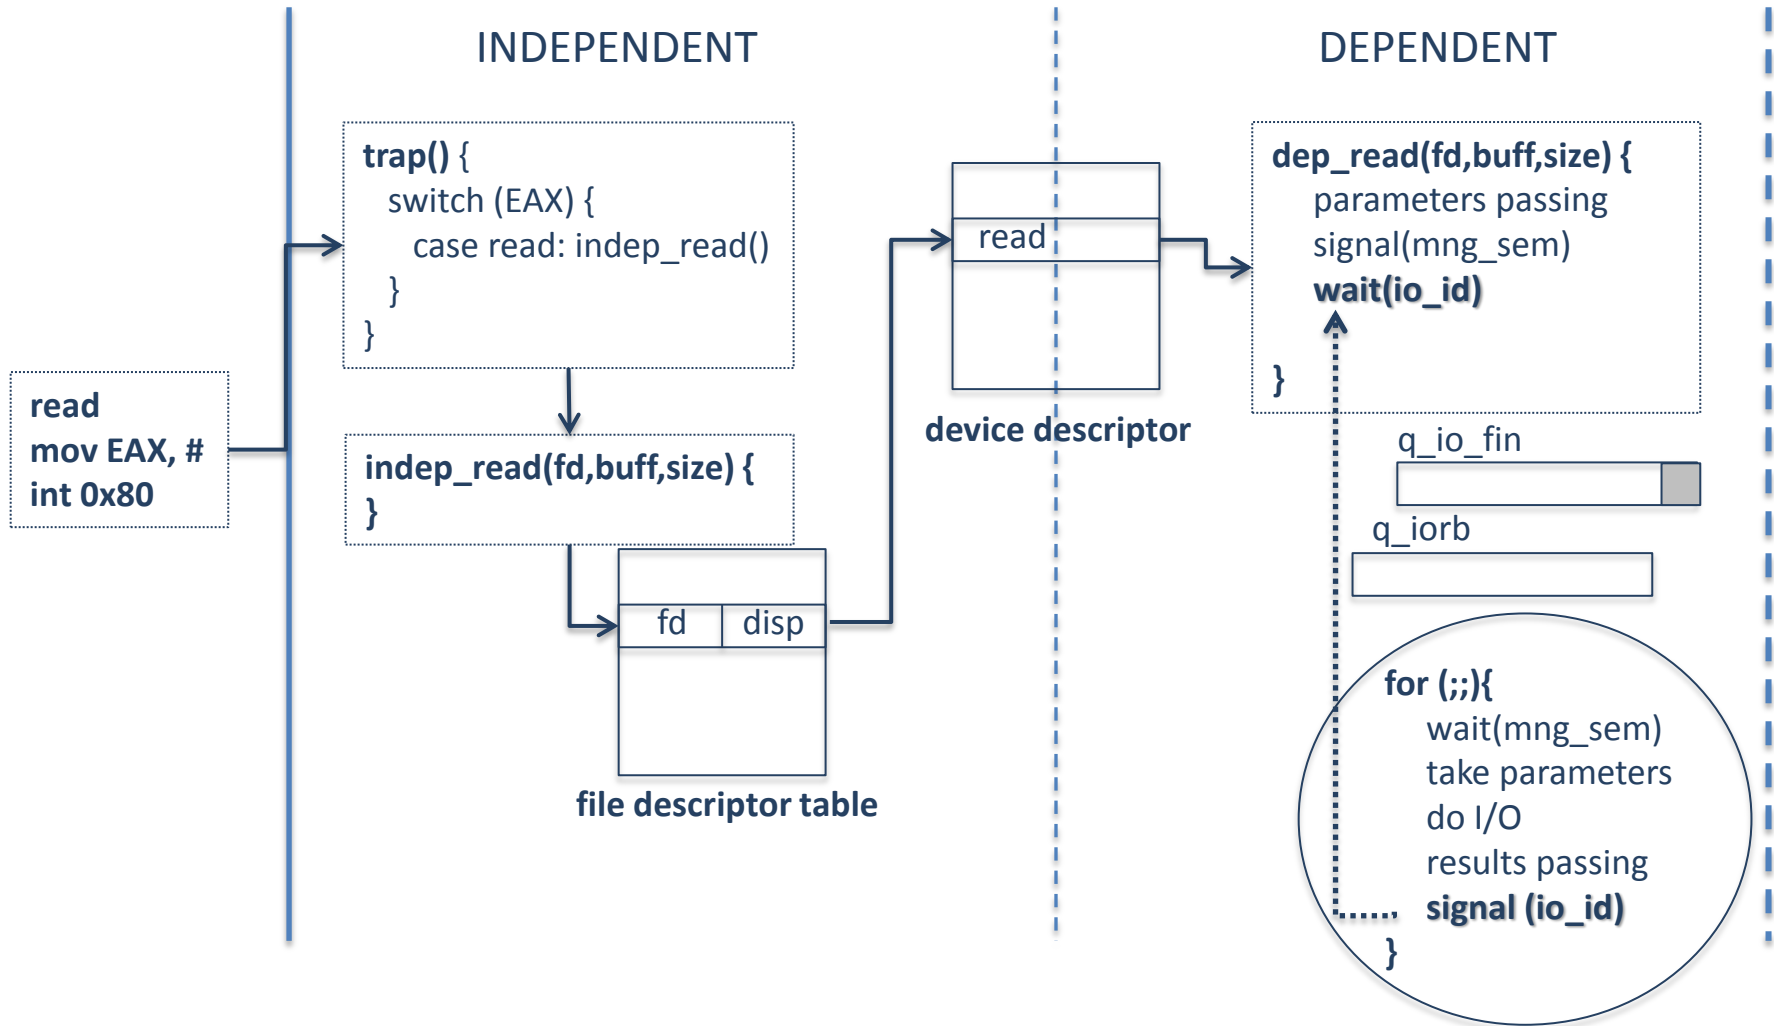 INDEPENDENT
DEPENDENT
read
mov EAX, #
int 0x80
trap() {
switch (EAX) {
case read: indep_read()
}
}
indep_read(fd,buff,size) {
}
fd disp
file descriptor table
read
device descriptor
dep_read(fd,buff,size) {
parameters passing
signal(mng_sem)
wait(io_id)
}
q_io_fin
q_iorb
for (;;){
wait(mng_sem)
take parameters
do I/O
results passing
signal (io_id)
}